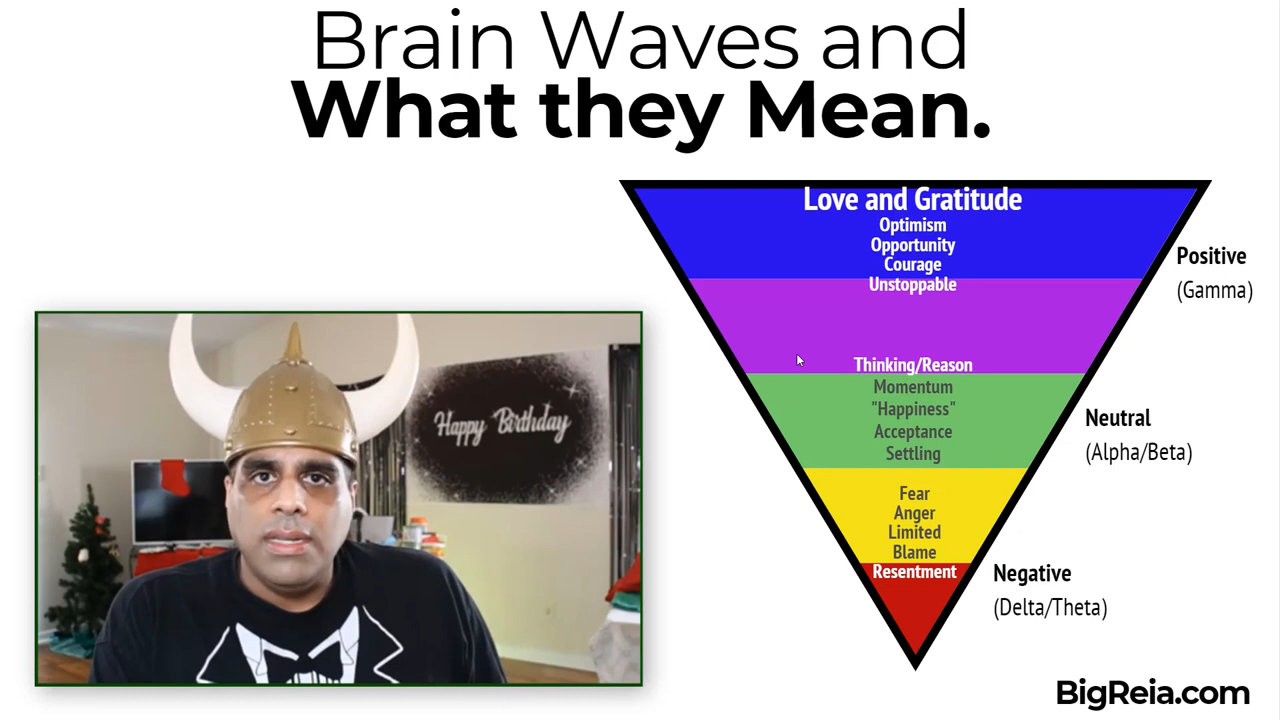 Brain Waves and
What they Mean.
Love and Gratitude
Optimism
Opportunity
Courage
Unstoppable
Thinking/Reason
Momentum
"Happiness"
Acceptance
Settling
Fear
Anger
Limited
Blame
Resentment
Positive
(Gamma)
Neutral
(Alpha/Beta)
Negative
(Delta/Theta)
Happy Birthday
BigReia.com